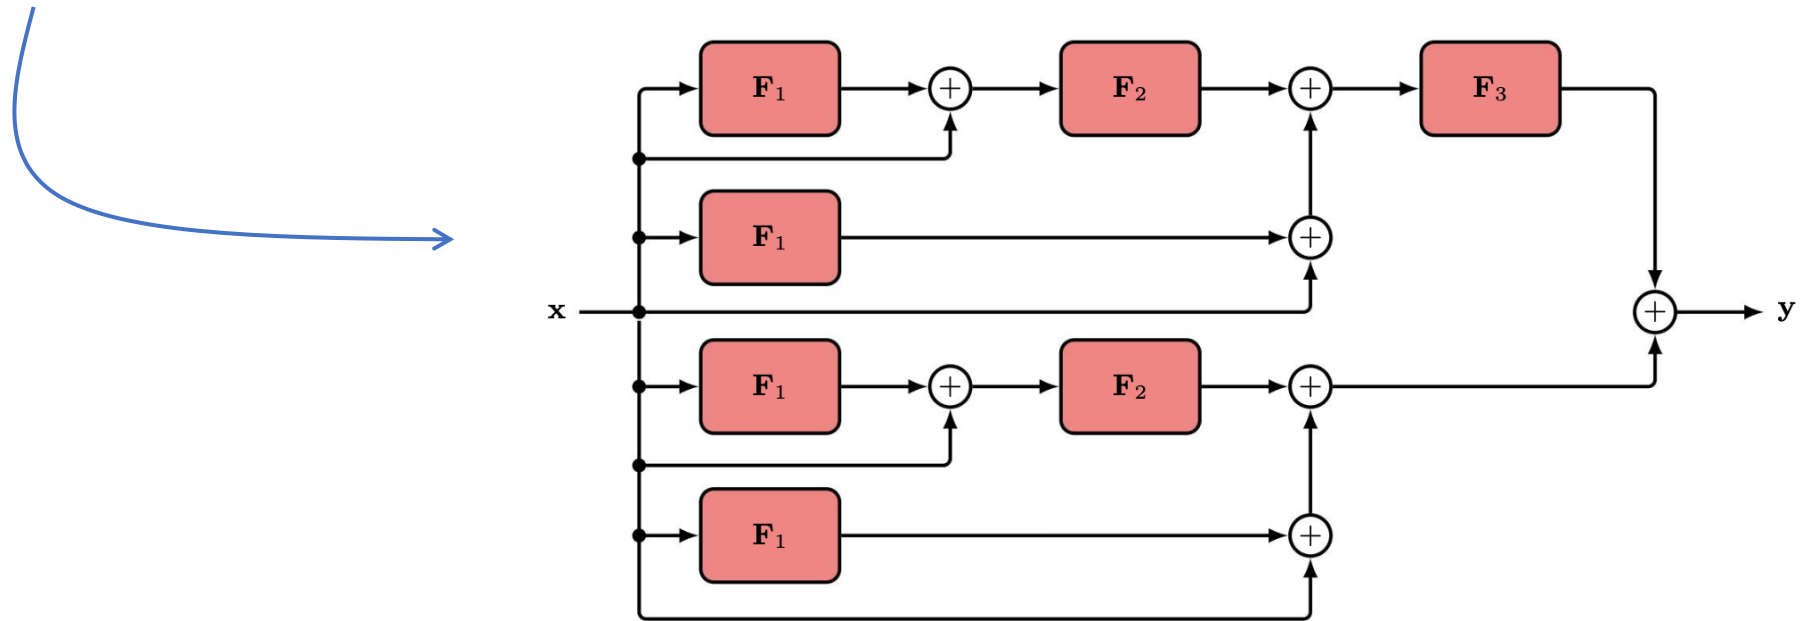 F₁ + F₂ + F₃
F₁ +
x + y
F₁ + F₂ +
F₁ +